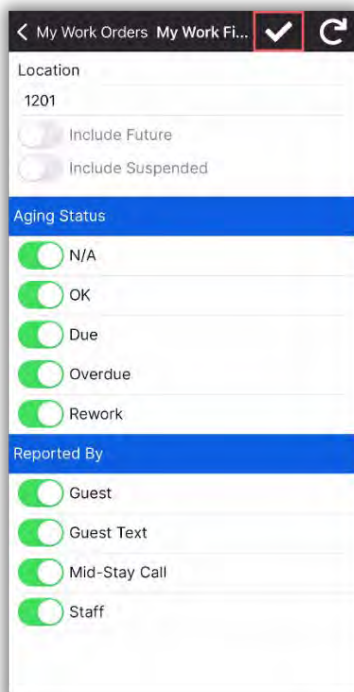 My Work Orders My Work Fi...
Location
1201
Include Future
Include Suspended
Aging Status
N/A
OK
Due
Overdue
Rework
Reported By
Guest
Guest Text
Mid-Stay Call
Staff